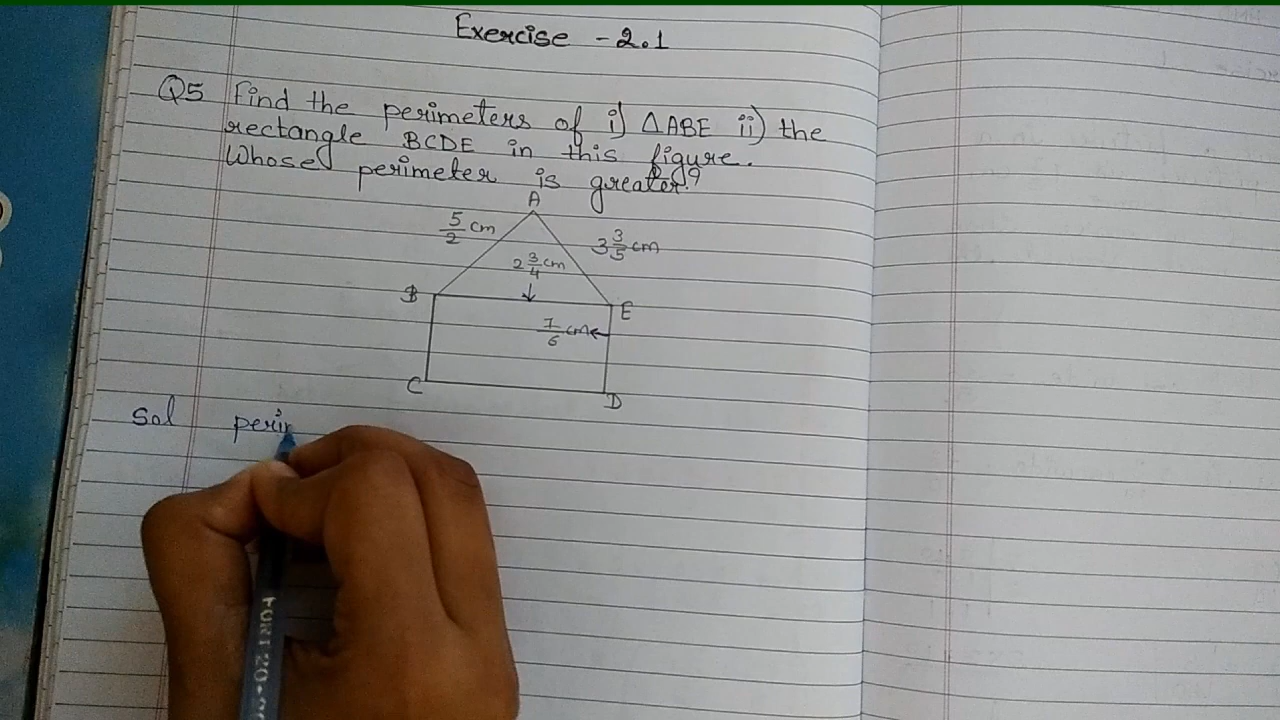 Exercise - 2.1
Q5 Find the perimeters of i) △ABE ii) the
rectangle BCDE in this figure.
Whose perimeter is greater?
A
5/2 cm
3 3/5 cm
2 3/4 cm
B
E
7/6 cm
C
D
Sol perim